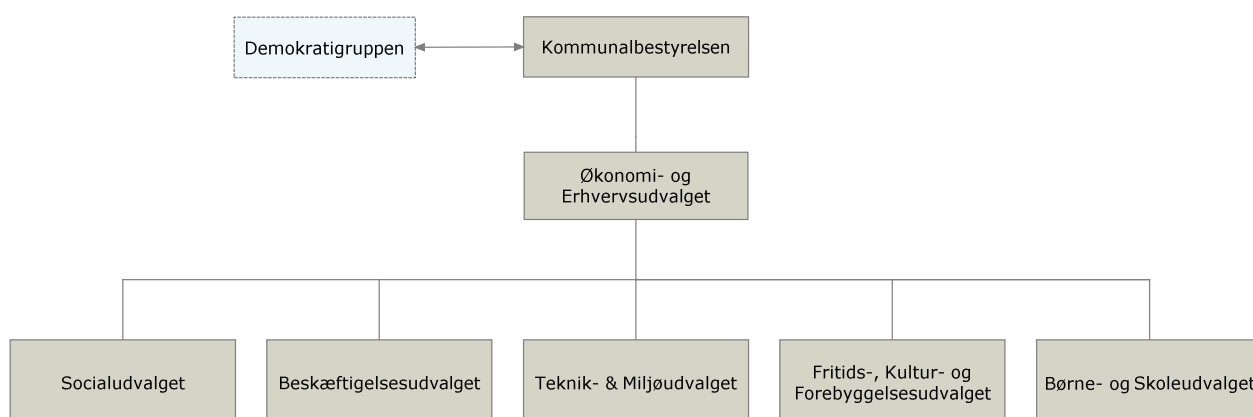 Demokratigruppen
Kommunalbestyrelsen
Økonomi- og
Erhvervsudvalget
Socialudvalget
Beskæftigelsesudvalget
Teknik- & Miljøudvalget
Fritids-, Kultur- og
Forebyggelsesudvalget
Børne- og Skoleudvalget